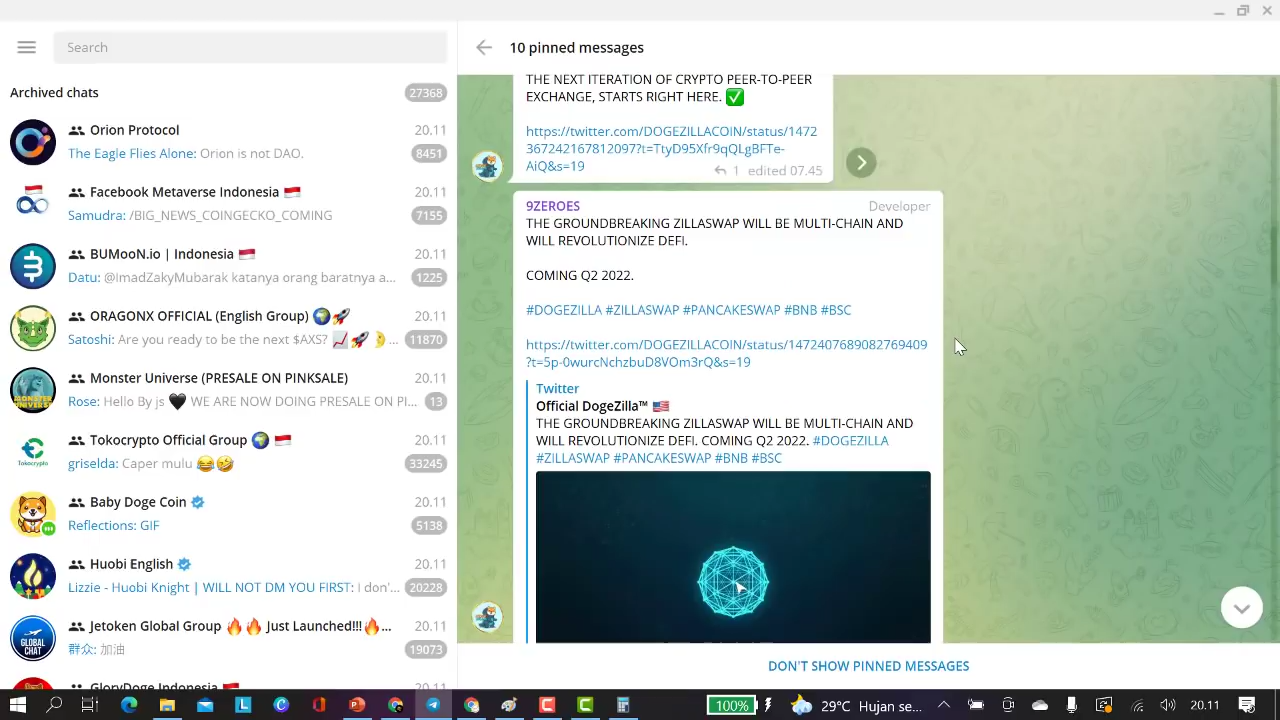 Search
Archived chats
27368
Orion Protocol
20.11
The Eagle Flies Alone: Orion is not DAO.
8451
Facebook Metaverse Indonesia
20.11
Samudra: /BIG_NEWS_COINGECKO_COMING
7155
BUMooN.io | Indonesia
20.11
Datu: @ImadZakyMubarak katanya orang baratnya a...
1225
ORAGONX OFFICIAL (English Group)
20.11
Satoshi: Are you ready to be the next $AXS? ...
11870
Monster Universe (PRESALE ON PINKSALE)
20.11
Rose: Hello By js 🖤 WE ARE NOW DOING PRESALE ON PI...
13
Tokocrypto Official Group
20.11
griselda: Caper mulu 😂🤣
33245
Baby Doge Coin
20.11
Reflections: GIF
5138
Huobi English
20.11
Lizzie - Huobi Knight | WILL NOT DM YOU FIRST: I don'...
20228
Jetoken Global Group 🔥🔥 Just Launched!!!🔥...
20.11
群众: 加油
19073
GloryDoge Indonesia
20.11
10 pinned messages
THE NEXT ITERATION OF CRYPTO PEER-TO-PEER
EXCHANGE, STARTS RIGHT HERE. ✅
https://twitter.com/DOGEZILLACOIN/status/1472
367242167812097?t=TtyD95Xfr9qQLgBFTe-
AiQ&s=19
1 edited 07.45
9ZEROES
Developer
THE GROUNDBREAKING ZILLASWAP WILL BE MULTI-CHAIN AND
WILL REVOLUTIONIZE DEFI.
COMING Q2 2022.
#DOGEZILLA #ZILLASWAP #PANCAKESWAP #BNB #BSC
https://twitter.com/DOGEZILLACOIN/status/1472407689082769409
?t=5p-0wurcNchzbuD8VOm3rQ&s=19
Twitter
Official DogeZilla™ 🇺🇸
THE GROUNDBREAKING ZILLASWAP WILL BE MULTI-CHAIN AND
WILL REVOLUTIONIZE DEFI. COMING Q2 2022. #DOGEZILLA
#ZILLASWAP #PANCAKESWAP #BNB #BSC
DON'T SHOW PINNED MESSAGES
100%
29°C Hujan se...
20.11